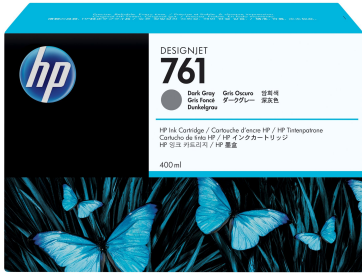 hp
DESIGNJET
761
Dark Gray Gris Oscuro 암회색
Gris Foncé ダークグレー 深灰色
Dunkelgrau
HP Ink Cartridge / Cartouche d'encre HP / HP Tintenpatrone
Cartucho de tinta HP / HP インクカートリッジ
HP 잉크 카트리지 / HP 墨盒
400 ml